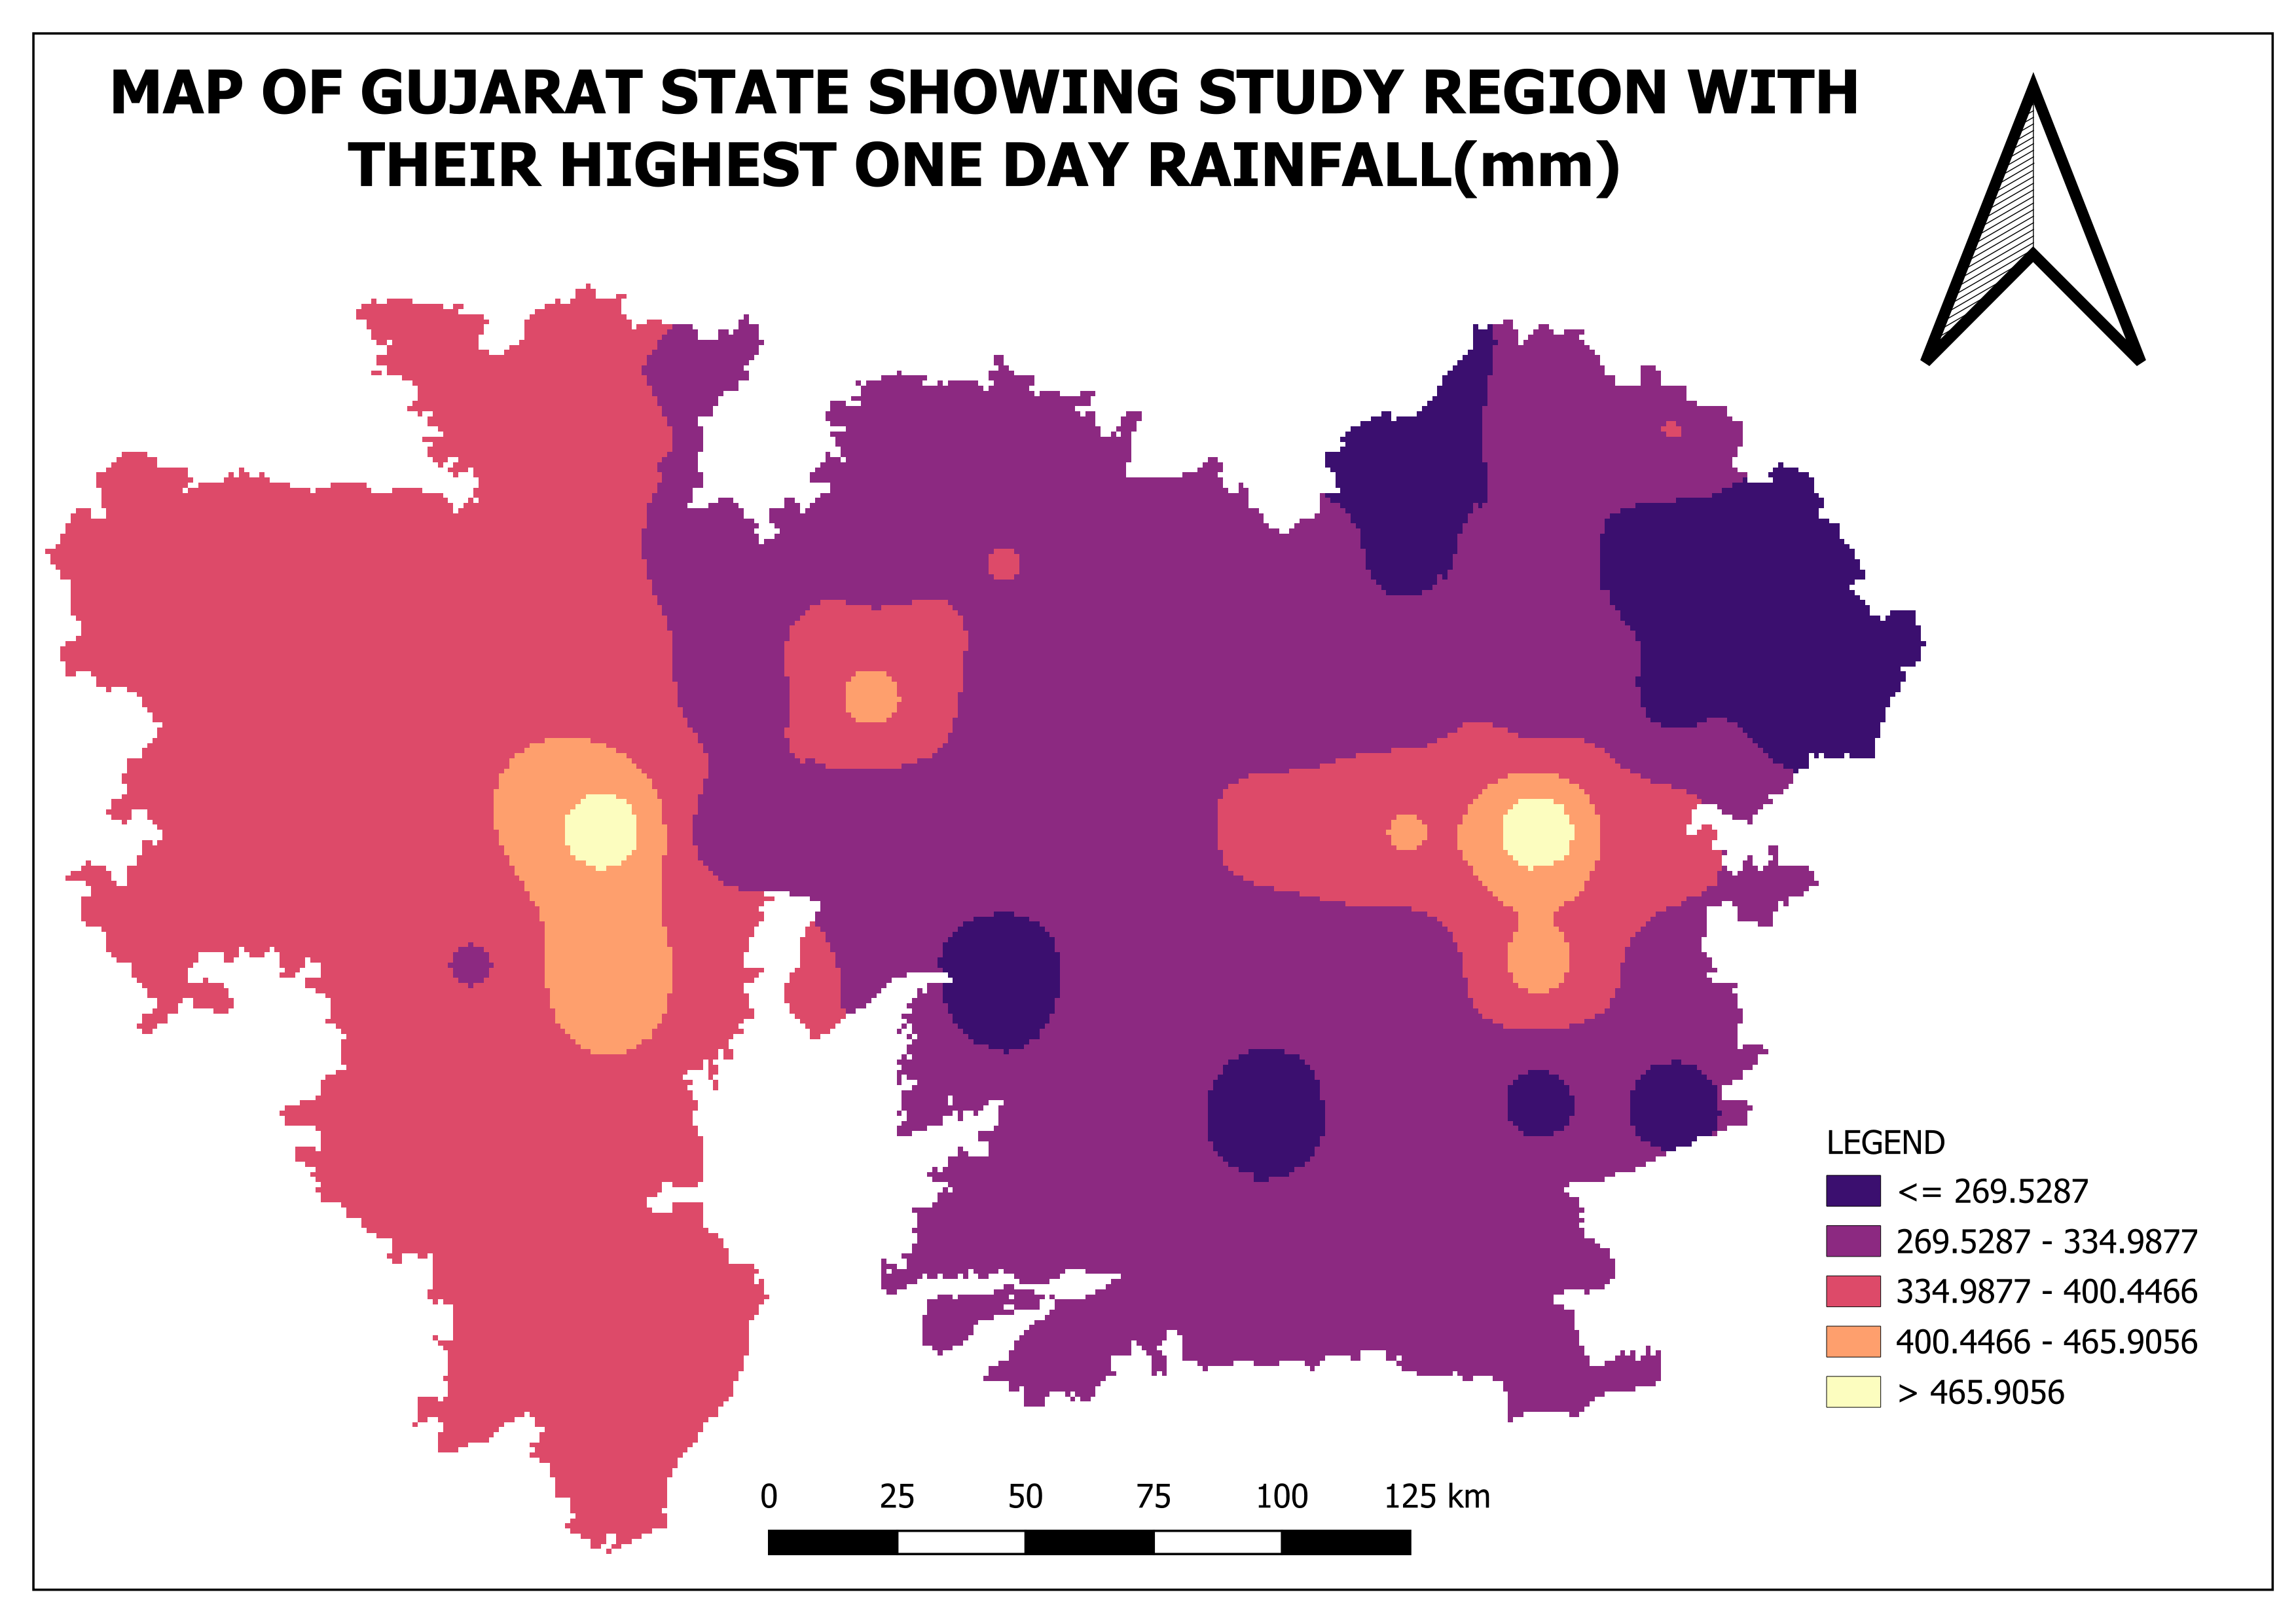 MAP OF GUJARAT STATE SHOWING STUDY REGION WITH
THEIR HIGHEST ONE DAY RAINFALL(mm)
LEGEND
<= 269.5287
269.5287 - 334.9877
334.9877 - 400.4466
400.4466 - 465.9056
> 465.9056
0 25 50 75 100 125 km